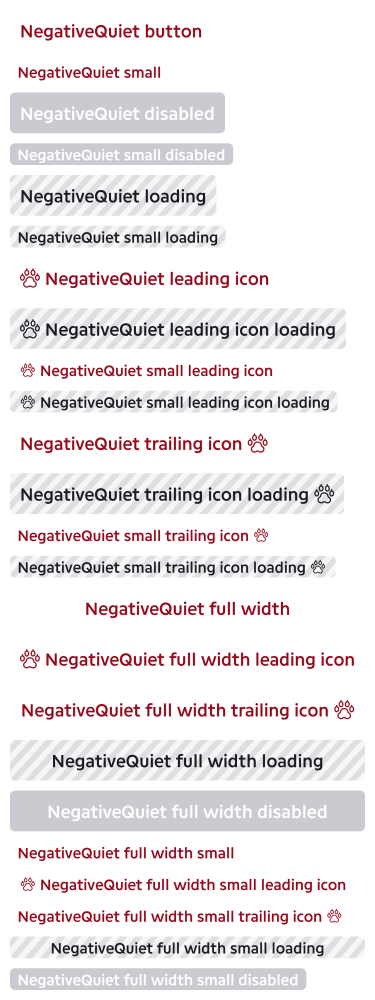 NegativeQuiet button
NegativeQuiet small
NegativeQuiet disabled
NegativeQuiet small disabled
NegativeQuiet loading
NegativeQuiet small loading
NegativeQuiet leading icon
NegativeQuiet leading icon loading
NegativeQuiet small leading icon
NegativeQuiet small leading icon loading
NegativeQuiet trailing icon
NegativeQuiet trailing icon loading
NegativeQuiet small trailing icon
NegativeQuiet small trailing icon loading
NegativeQuiet full width
NegativeQuiet full width leading icon
NegativeQuiet full width trailing icon
NegativeQuiet full width loading
NegativeQuiet full width disabled
NegativeQuiet full width small
NegativeQuiet full width small leading icon
NegativeQuiet full width small trailing icon
NegativeQuiet full width small loading
NegativeQuiet full width small disabled